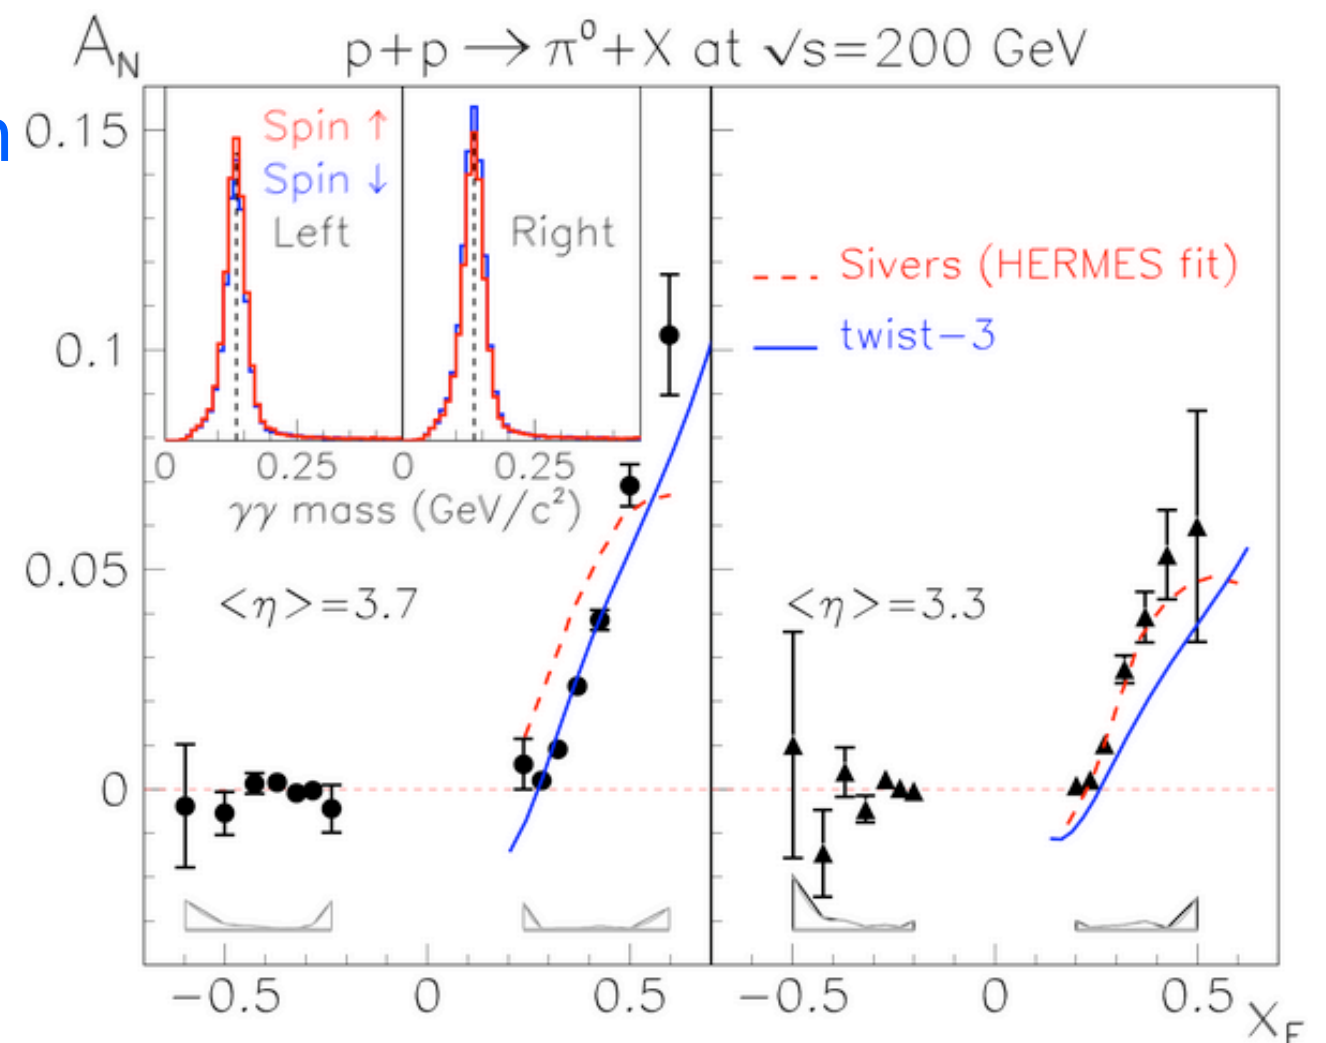 A_N
p+p → π⁰+X at √s=200 GeV
n
0.15
0.1
0.05
0
Spin ↑
Spin ↓
Left
Right
0 0.25 0 0.25
γγ mass (GeV/c²)
<η>=3.7
Sivers (HERMES fit)
twist-3
<η>=3.3
−0.5 0 0.5 −0.5 0 0.5
x_F